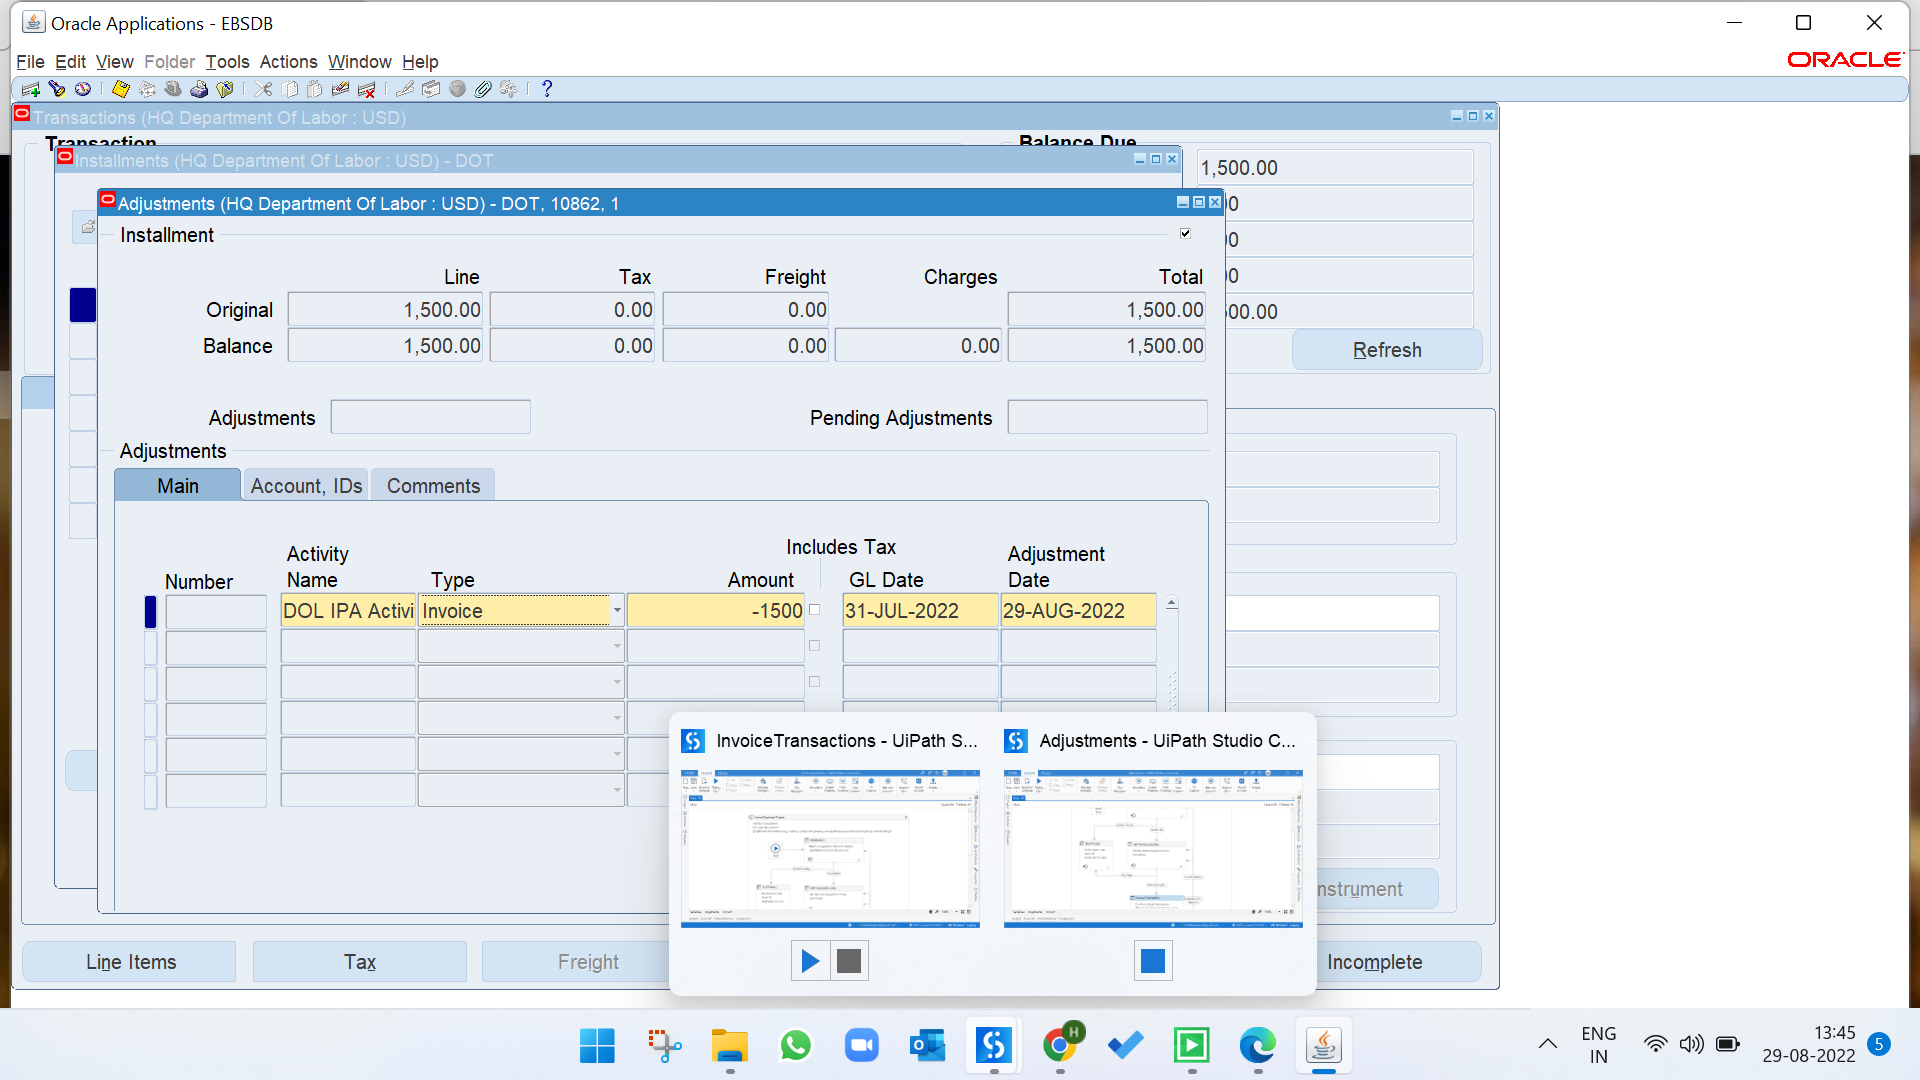 Oracle Applications - EBSDB
File Edit View Folder Tools Actions Window Help
ORACLE
Transactions (HQ Department Of Labor : USD)
Transaction
Balance Due
Installments (HQ Department Of Labor : USD) - DOT
1,500.00
Adjustments (HQ Department Of Labor : USD) - DOT, 10862, 1
Installment
Line Tax Freight Charges Total
Original 1,500.00 0.00 0.00 1,500.00
Balance 1,500.00 0.00 0.00 0.00 1,500.00
Refresh
Adjustments
Pending Adjustments
Adjustments
Main Account, IDs Comments
Includes Tax
Activity Adjustment
Number Name Type Amount GL Date Date
DOL IPA Activi Invoice -1500 31-JUL-2022 29-AUG-2022
InvoiceTransactions - UiPath S...
Adjustments - UiPath Studio C...
nstrument
Line Items Tax Freight Incomplete
ENG
IN
13:45
29-08-2022
5
H